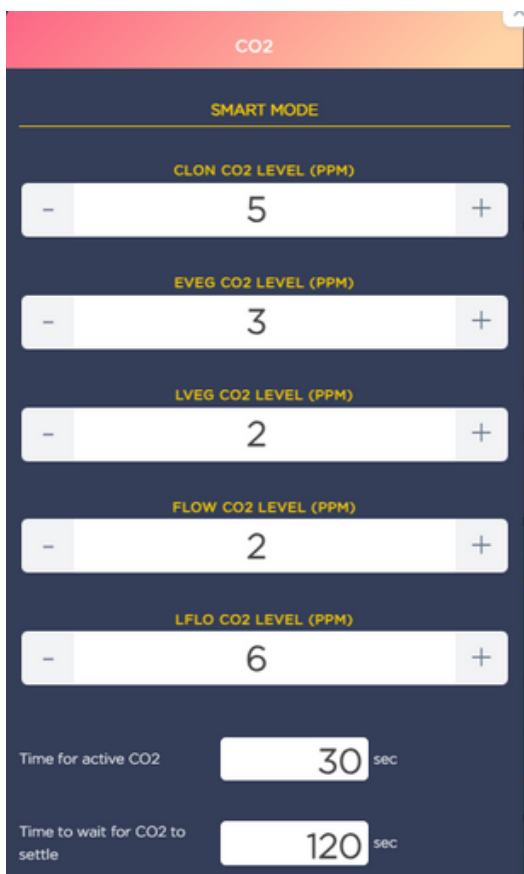 CO2
SMART MODE
CLON CO2 LEVEL (PPM)
- 5 +
EVEG CO2 LEVEL (PPM)
- 3 +
LVEG CO2 LEVEL (PPM)
- 2 +
FLOW CO2 LEVEL (PPM)
- 2 +
LFLO CO2 LEVEL (PPM)
- 6 +
Time for active CO2 30 sec
Time to wait for CO2 to
settle 120 sec